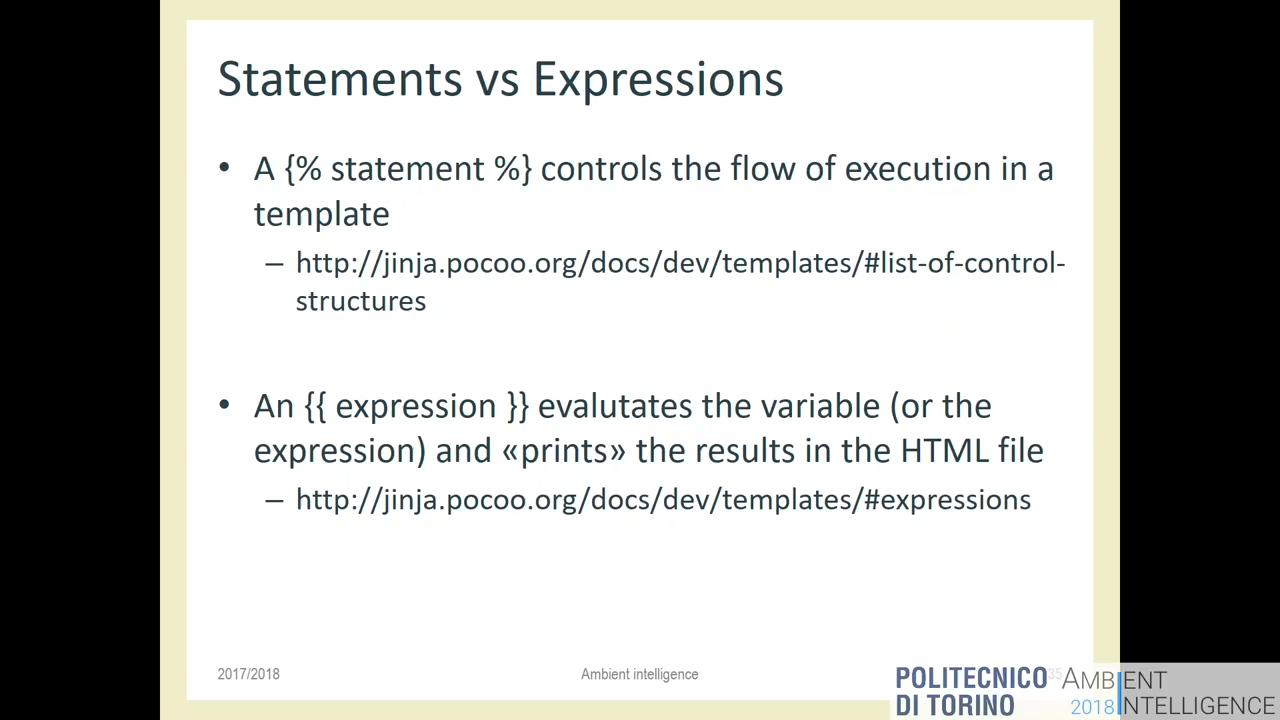 Statements vs Expressions
• A {% statement %} controls the flow of execution in a
template
– http://jinja.pocoo.org/docs/dev/templates/#list-of-control-
structures
• An {{ expression }} evalutates the variable (or the
expression) and «prints» the results in the HTML file
– http://jinja.pocoo.org/docs/dev/templates/#expressions
2017/2018
Ambient intelligence
35
POLITECNICO
DI TORINO
AMBIENT
2018 INTELLIGENCE